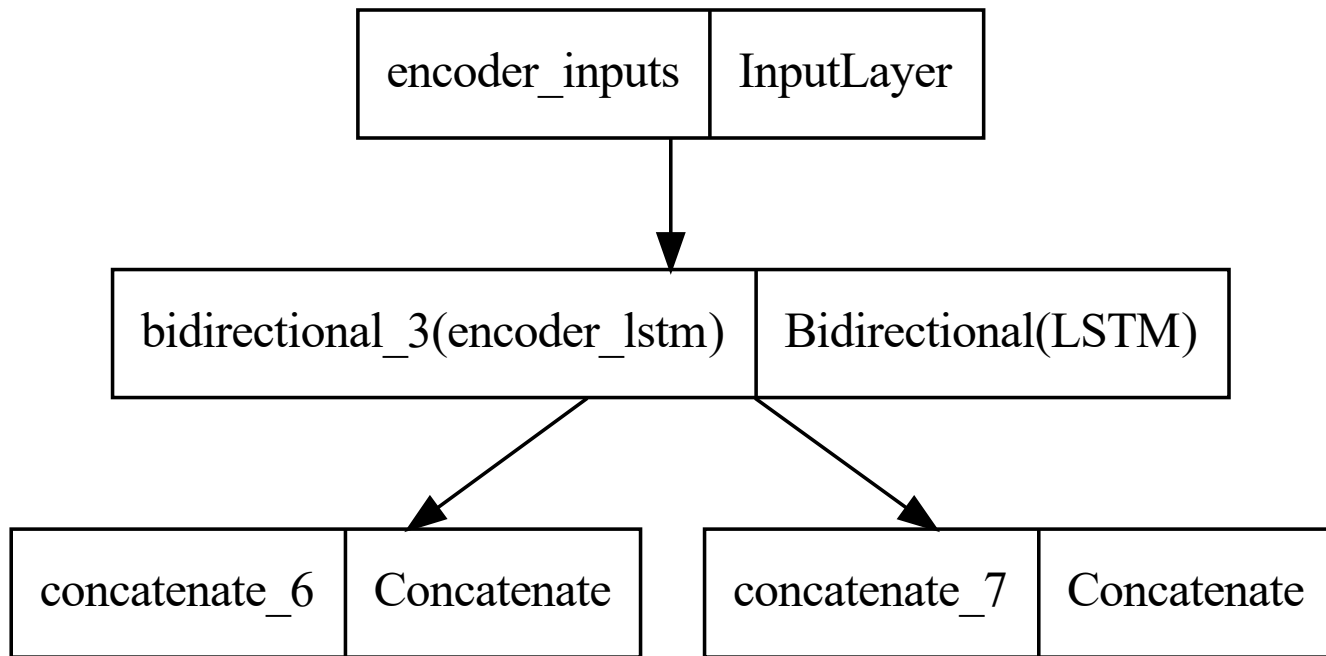 encoder_inputs InputLayer
bidirectional_3(encoder_lstm) Bidirectional(LSTM)
concatenate_6 Concatenate concatenate_7 Concatenate